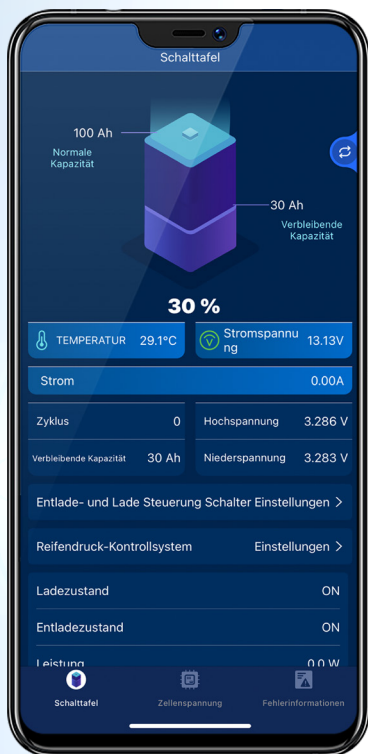 Schalttafel
100 Ah
Normale
Kapazität
30 Ah
Verbleibende
Kapazität
30 %
TEMPERATUR 29.1°C
Stromspannu
ng 13.13V
Strom 0.00A
Zyklus 0
Hochspannung 3.286 V
Verbleibende Kapazität 30 Ah
Niederspannung 3.283 V
Entlade- und Lade Steuerung Schalter Einstellungen >
Reifendruck-Kontrollsystem Einstellungen >
Ladezustand ON
Entladezustand ON
Leistung 0.0 W
Schalttafel
Zellenspannung
Fehlerinformationen